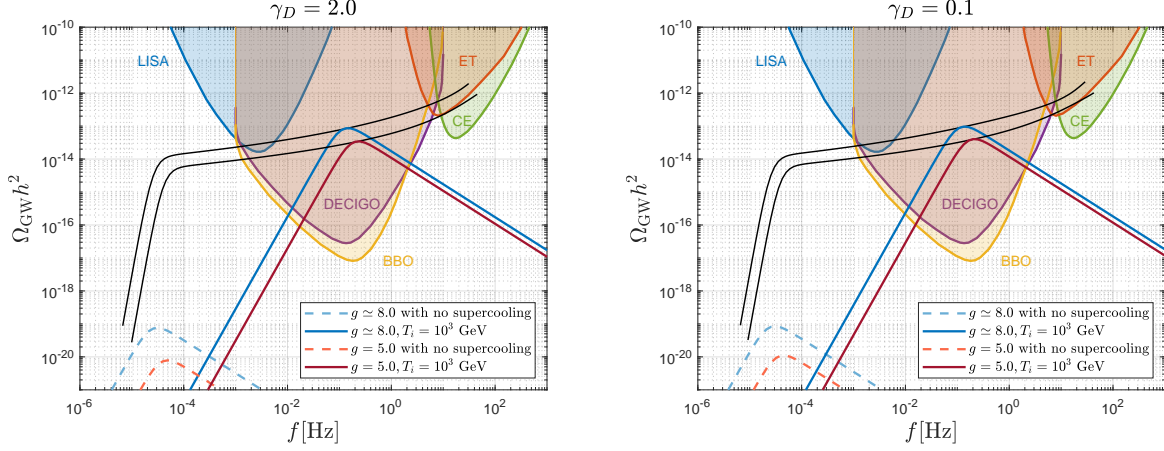 γ_D = 2.0
10^-10
10^-12
10^-14
10^-16
10^-18
10^-20
Ω_GW h^2
LISA
ET
CE
DECIGO
BBO
g ≃ 8.0 with no supercooling
g ≃ 8.0, T_i = 10^3 GeV
g = 5.0 with no supercooling
g = 5.0, T_i = 10^3 GeV
10^-6
10^-4
10^-2
10^0
10^2
f[Hz]
γ_D = 0.1
10^-10
10^-12
10^-14
10^-16
10^-18
10^-20
Ω_GW h^2
LISA
ET
CE
DECIGO
BBO
g ≃ 8.0 with no supercooling
g ≃ 8.0, T_i = 10^3 GeV
g = 5.0 with no supercooling
g = 5.0, T_i = 10^3 GeV
10^-6
10^-4
10^-2
10^0
10^2
f[Hz]